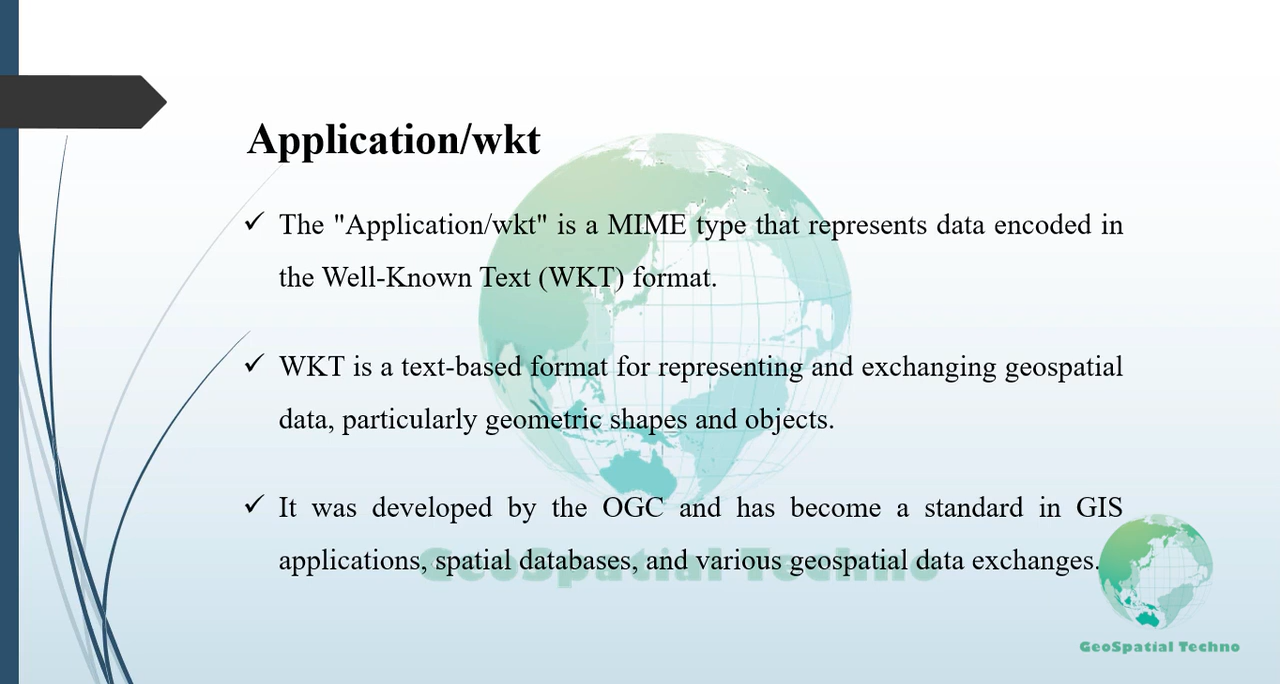 Application/wkt
✓ The "Application/wkt" is a MIME type that represents data encoded in
the Well-Known Text (WKT) format.
✓ WKT is a text-based format for representing and exchanging geospatial
data, particularly geometric shapes and objects.
✓ It was developed by the OGC and has become a standard in GIS
applications, spatial databases, and various geospatial data exchanges.
GeoSpatial Techno
GeoSpatial Techno